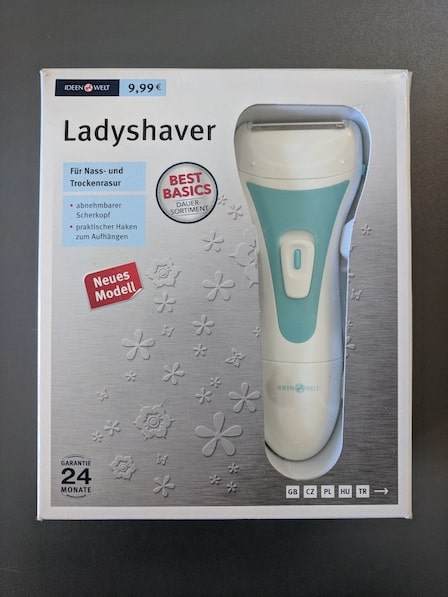 IDEEN WELT 9,99 €
Ladyshaver
Für Nass- und
Trockenrasur
• abnehmbarer
Scherkopf
• praktischer Haken
zum Aufhängen
BEST
BASICS
DAUER-
SORTIMENT
Neues
Modell
IDEEN WELT
GARANTIE
24
MONATE
GB CZ PL HU TR →